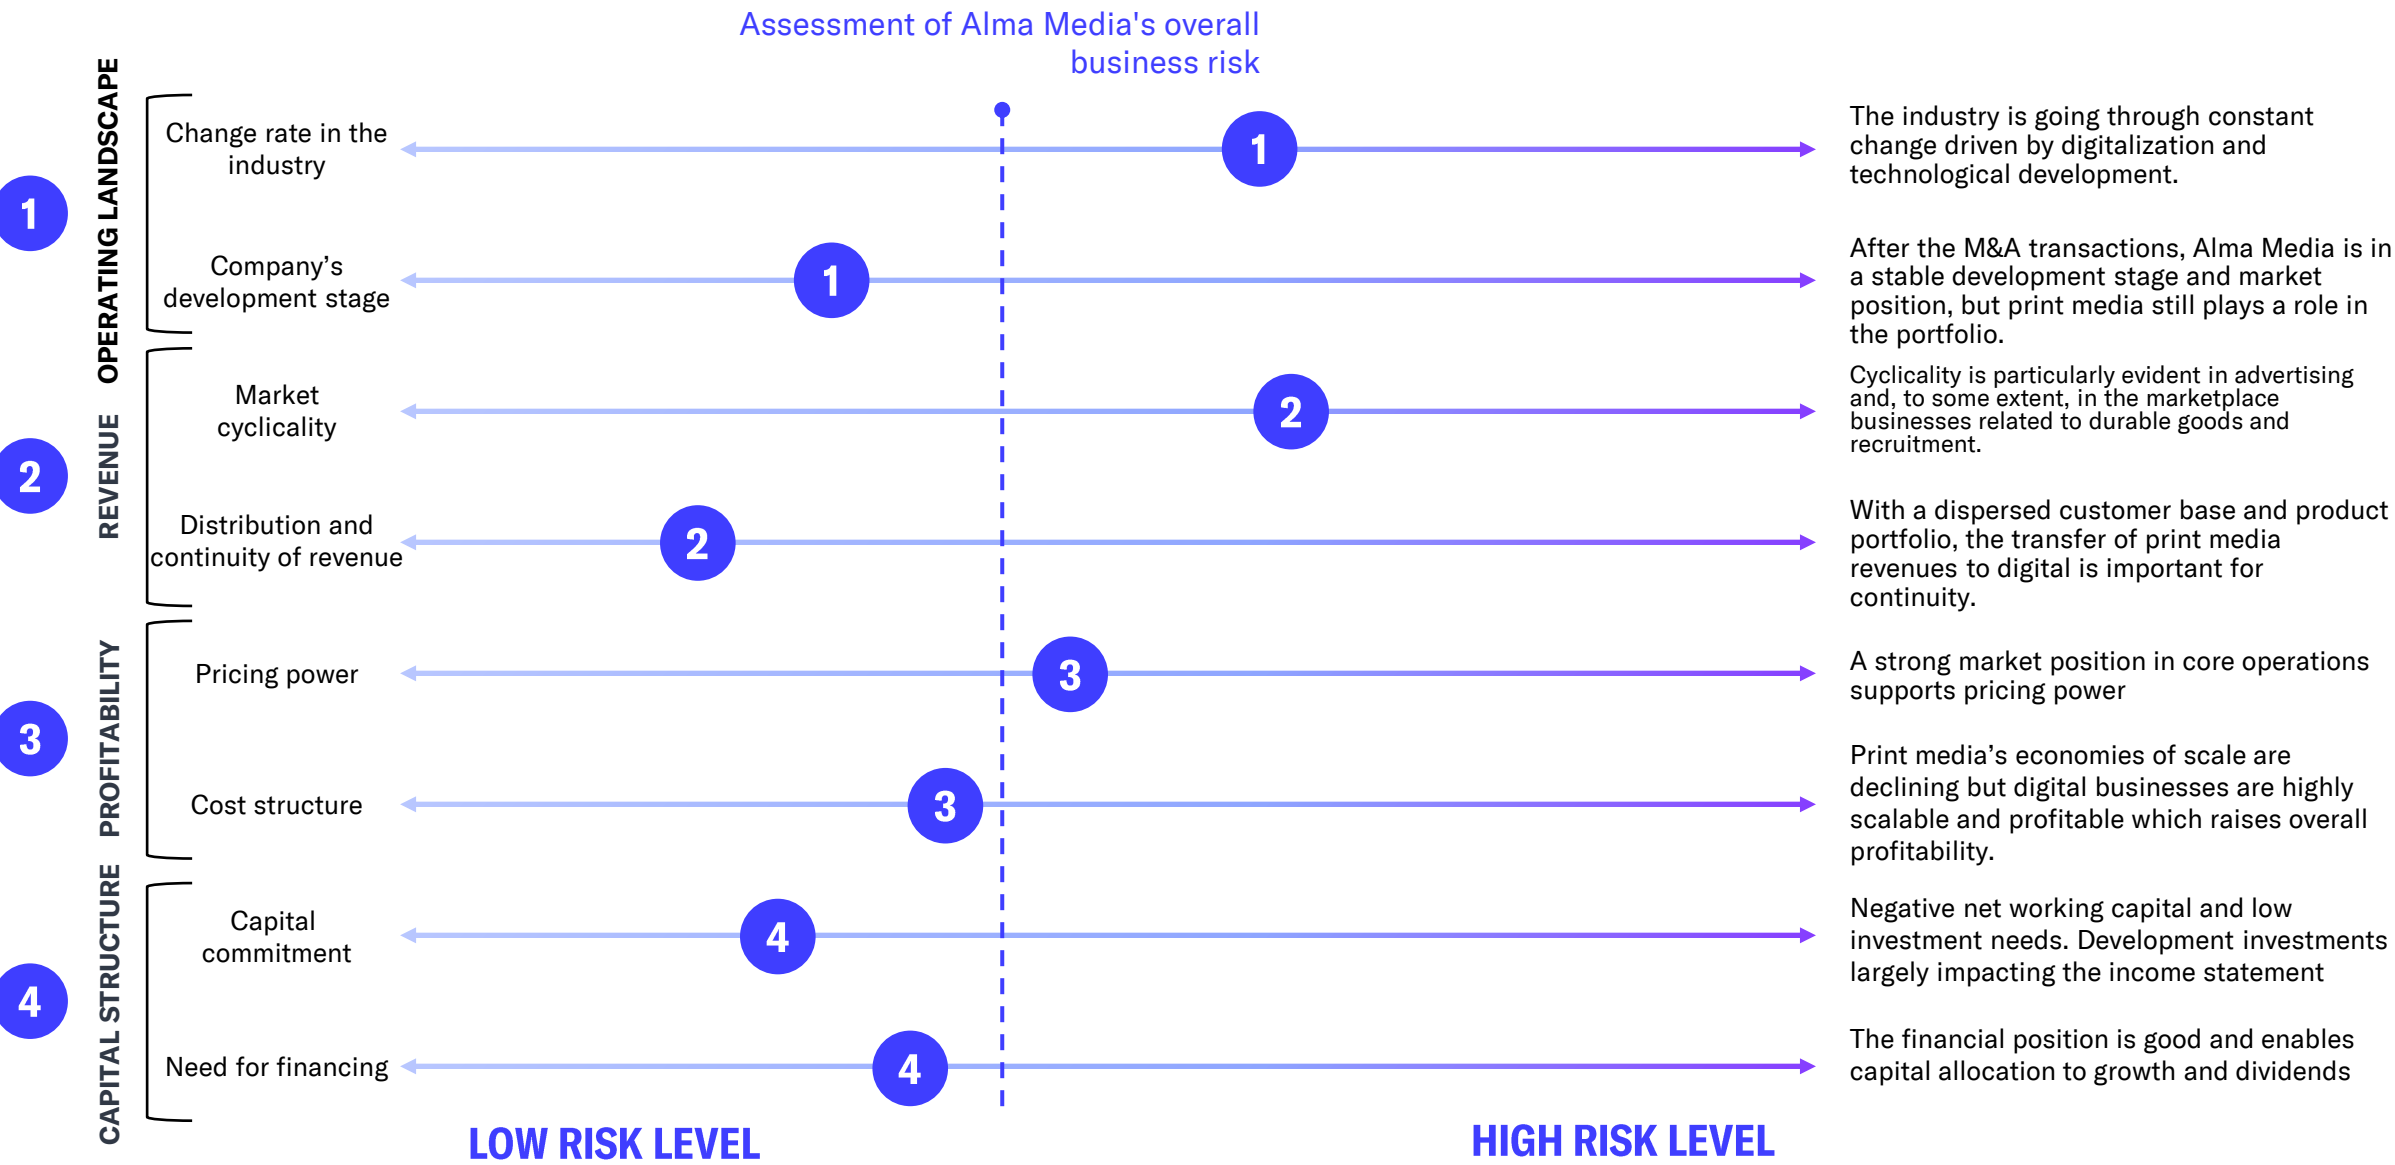 Assessment of Alma Media's overall
business risk
1
OPERATING LANDSCAPE
Change rate in the
industry
1
The industry is going through constant
change driven by digitalization and
technological development.
Company’s
development stage
1
After the M&A transactions, Alma Media is in
a stable development stage and market
position, but print media still plays a role in
the portfolio.
2
REVENUE
Market
cyclicality
2
Cyclicality is particularly evident in advertising
and, to some extent, in the marketplace
businesses related to durable goods and
recruitment.
Distribution and
continuity of revenue
2
With a dispersed customer base and product
portfolio, the transfer of print media
revenues to digital is important for
continuity.
3
PROFITABILITY
Pricing power
3
A strong market position in core operations
supports pricing power
Cost structure
3
Print media’s economies of scale are
declining but digital businesses are highly
scalable and profitable which raises overall
profitability.
4
CAPITAL STRUCTURE
Capital
commitment
4
Negative net working capital and low
investment needs. Development investments
largely impacting the income statement
Need for financing
4
The financial position is good and enables
capital allocation to growth and dividends
LOW RISK LEVEL
HIGH RISK LEVEL